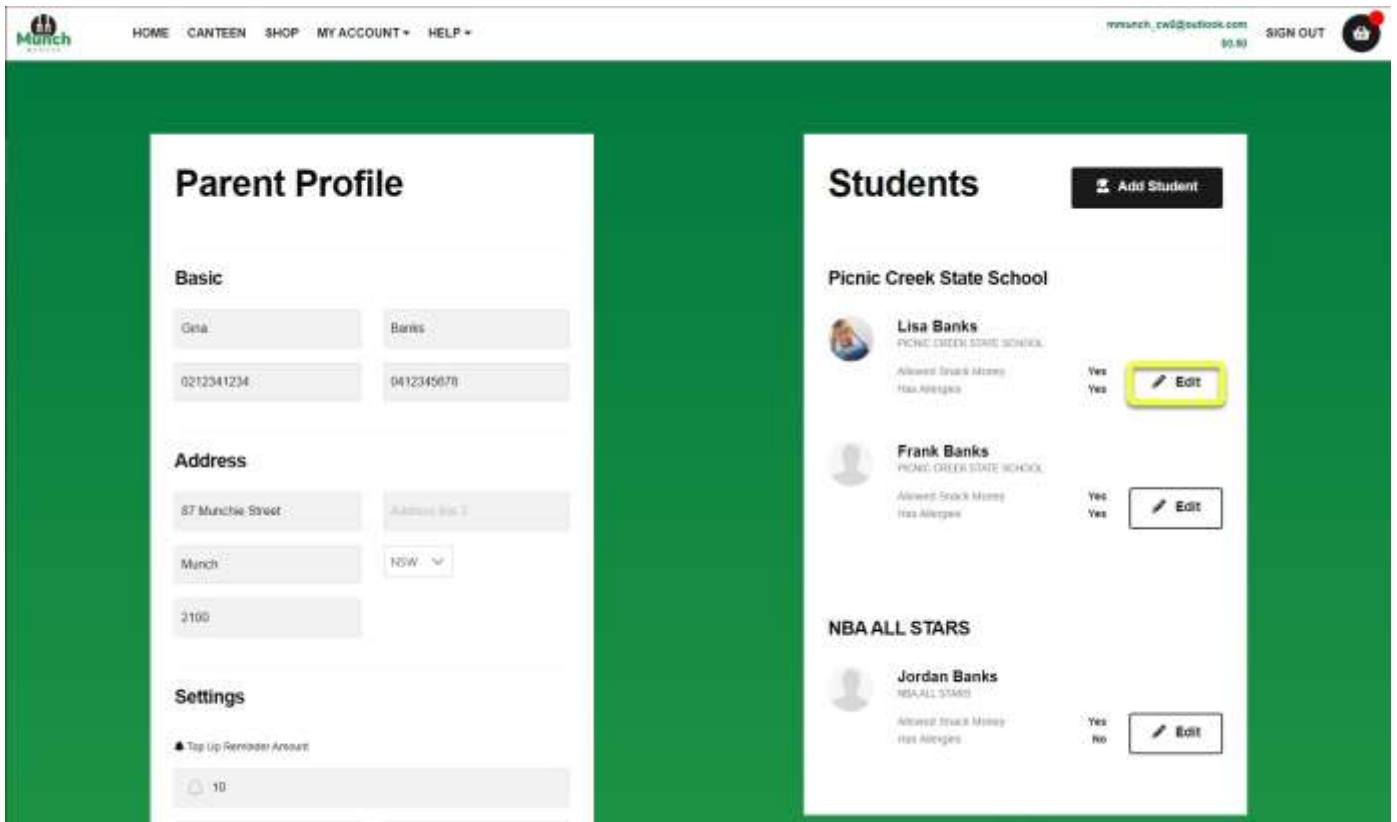 Munch
HOME CANTEEN SHOP MY ACCOUNT HELP
SIGN OUT
Parent Profile
Basic
Gina Banks
0212341234 0412345678
Address
87 Munchie Street Address line 2
Munch NSW
2100
Settings
Top Up Reminder Amount
10
Students
Add Student
Picnic Creek State School
Lisa Banks
PICNIC CREEK STATE SCHOOL
Allowed Snack Money Yes
Has Allergies Yes
Edit
Frank Banks
PICNIC CREEK STATE SCHOOL
Allowed Snack Money Yes
Has Allergies Yes
Edit
NBA ALL STARS
Jordan Banks
NBA ALL STARS
Allowed Snack Money Yes
Has Allergies No
Edit